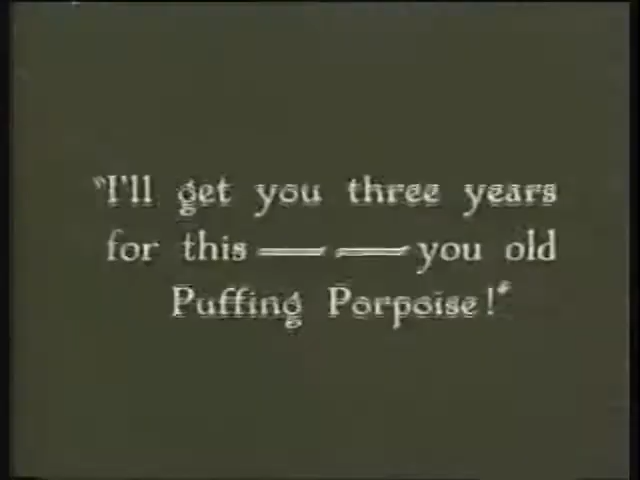 "I'll get you three years
for this — — you old
Puffing Porpoise!"